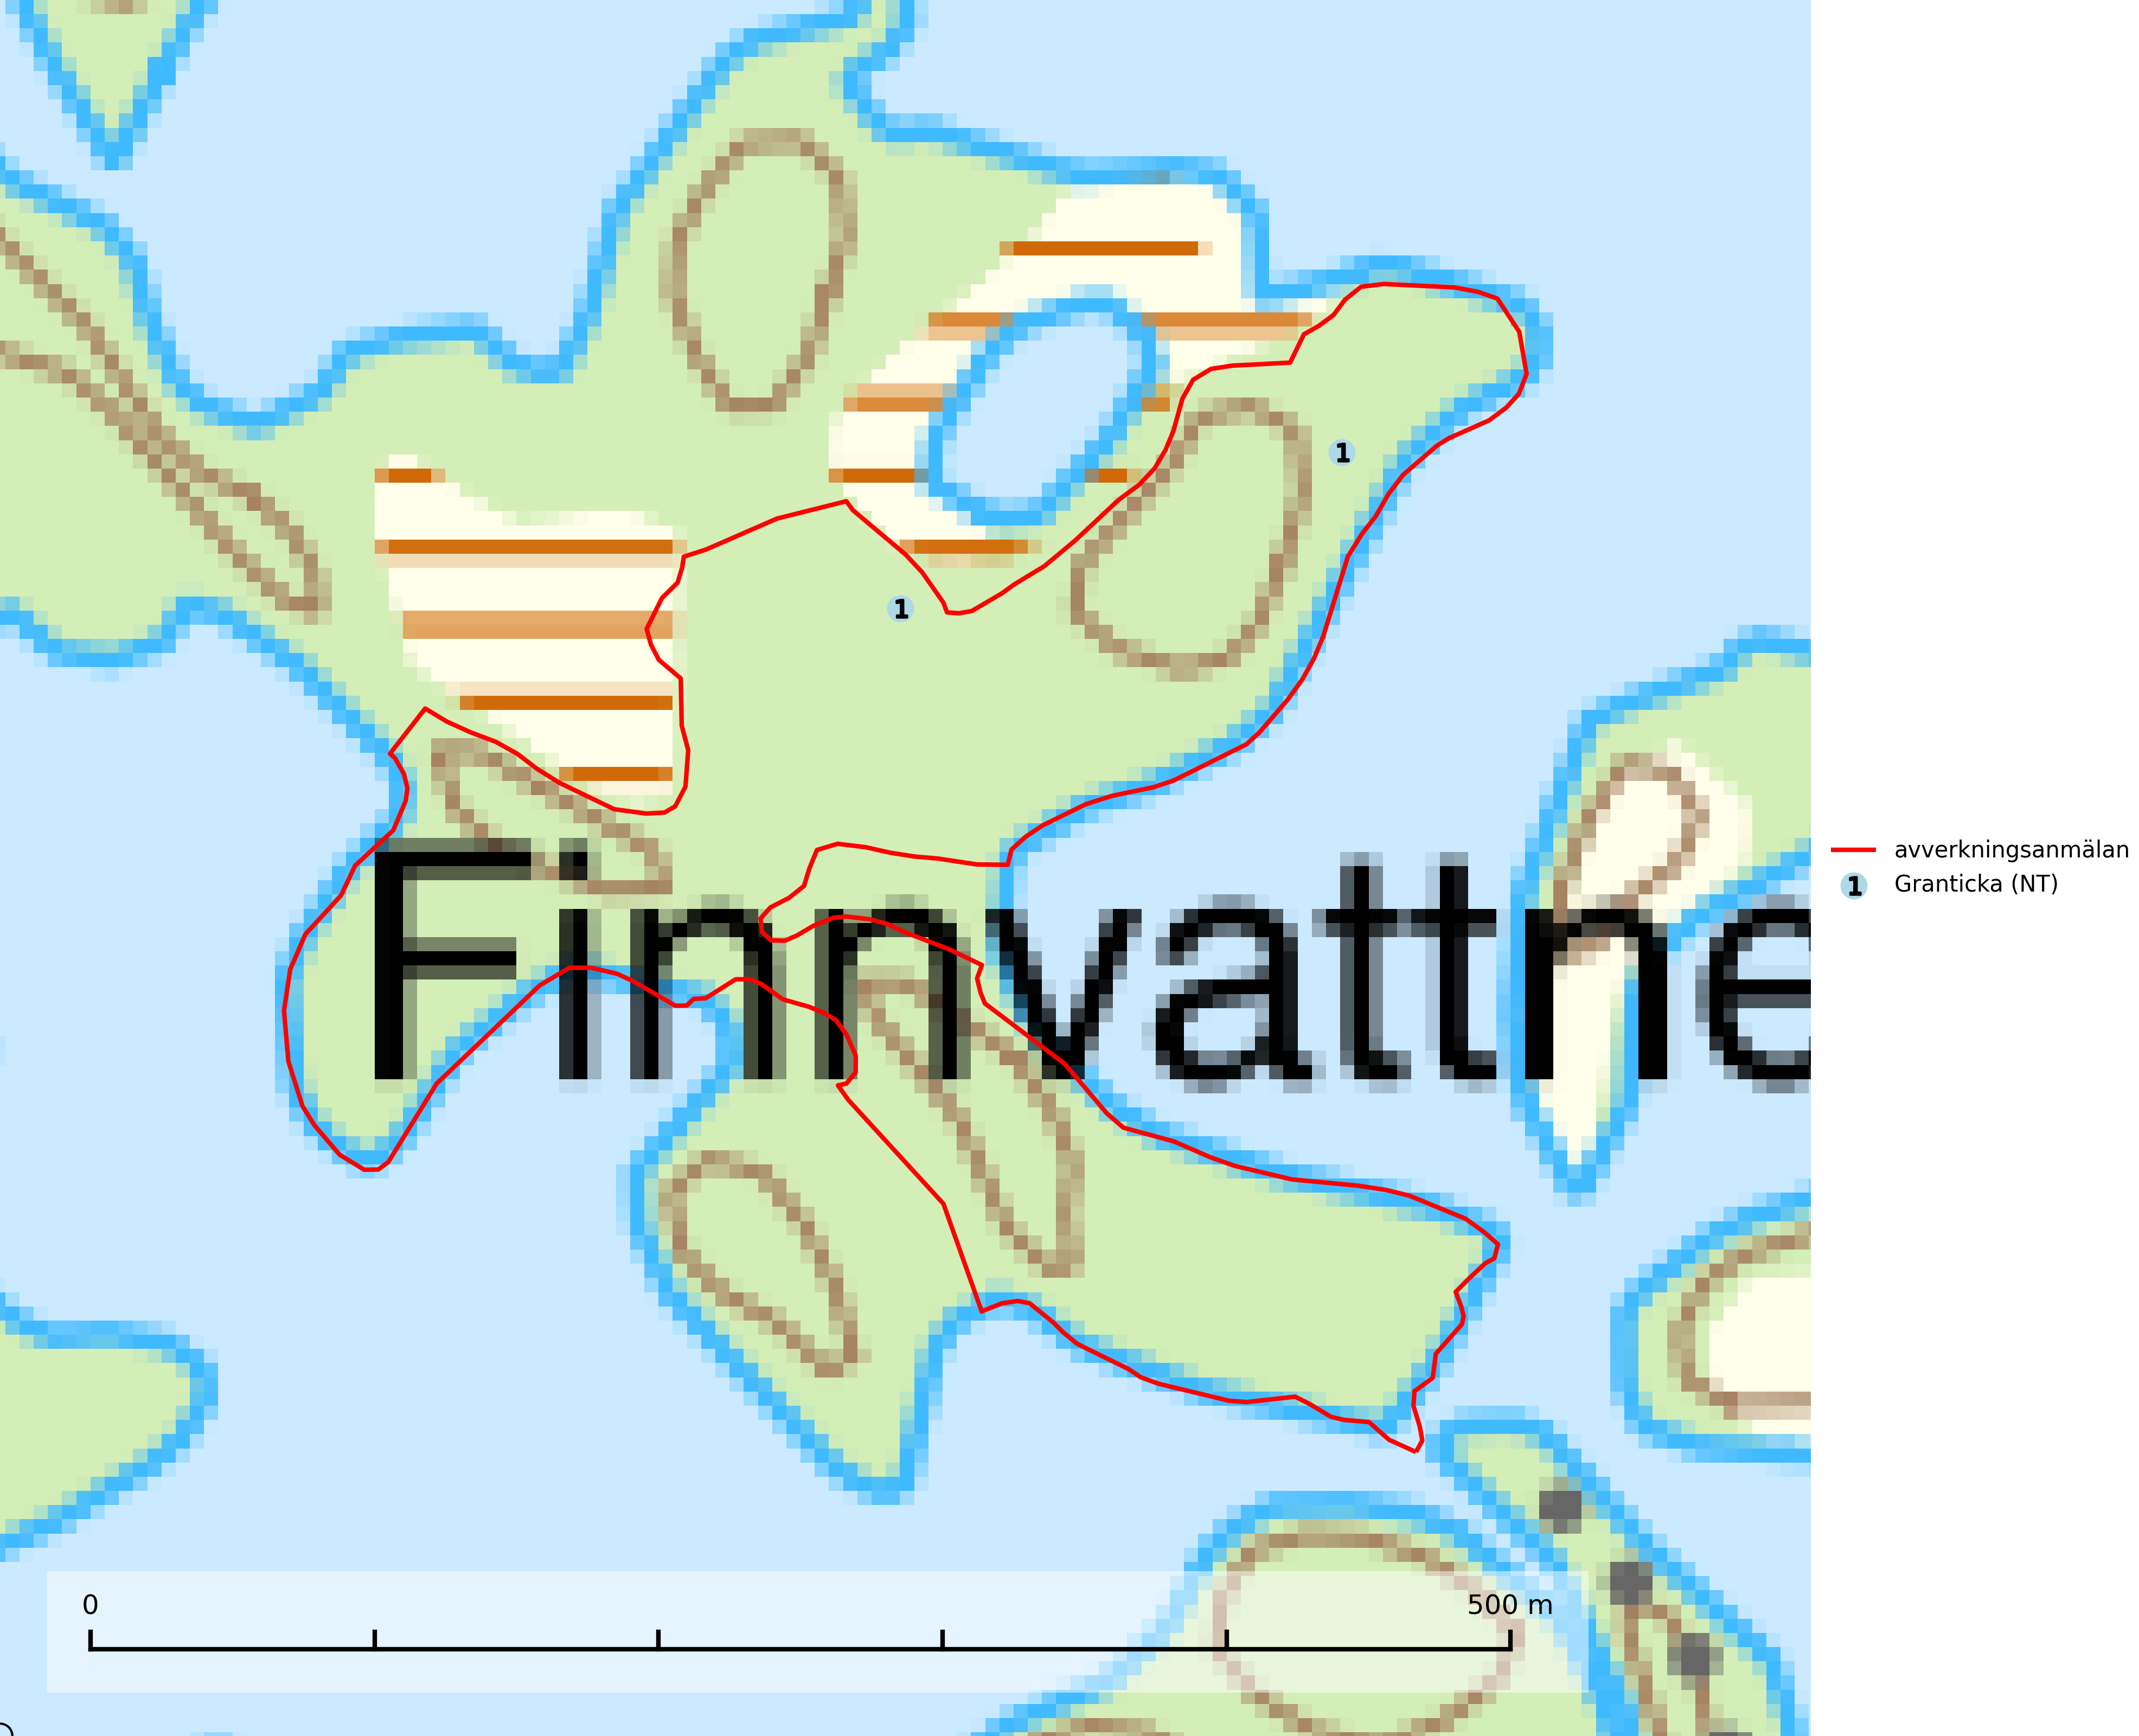 1
1
Finnvattne
avverkningsanmälan
1 Granticka (NT)
0 500 m